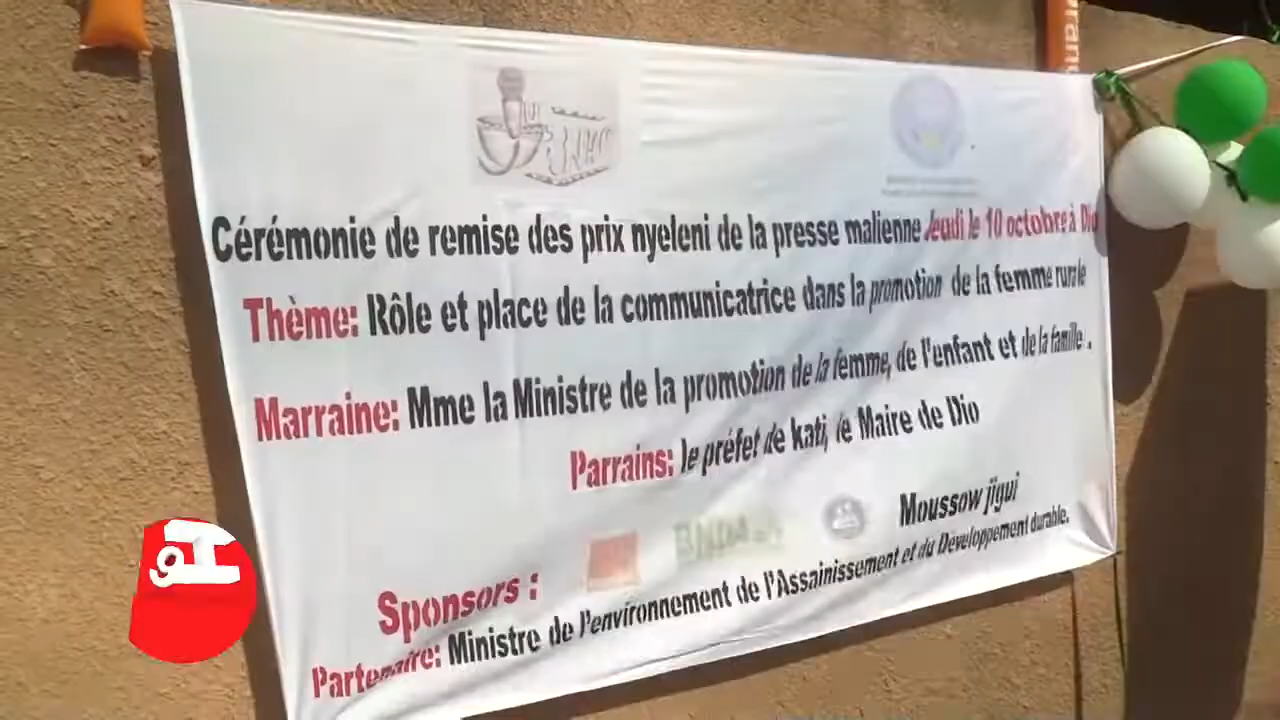 Cérémonie de remise des prix nyeleni de la presse malienne Jeudi le 10 octobre à Dio
Thème: Rôle et place de la communicatrice dans la promotion de la femme rurale
Marraine: Mme la Ministre de la promotion de la femme, de l'enfant et de la famille .
Parrains: le préfet de kati, le Maire de Dio
BNDA
Moussow jigui
Sponsors :
Partenaire: Ministre de l'environnement de l'Assainissement et du Développement durable.